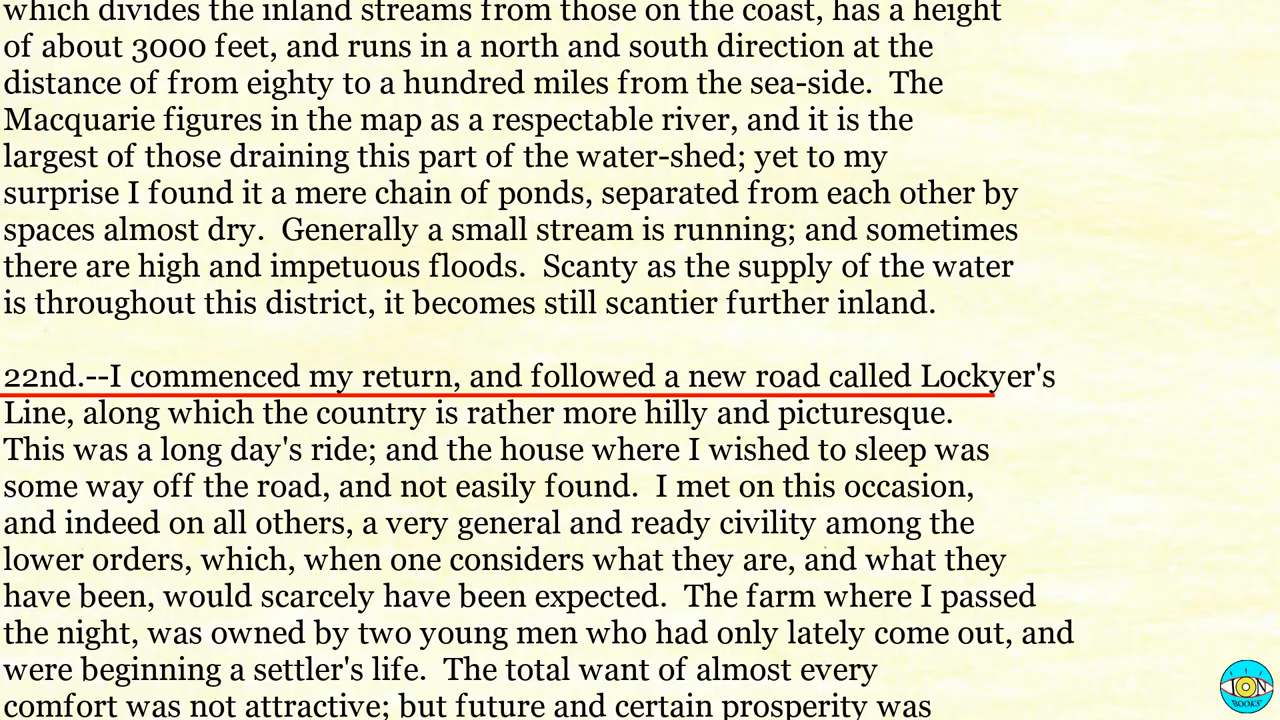 which divides the inland streams from those on the coast, has a height
of about 3000 feet, and runs in a north and south direction at the
distance of from eighty to a hundred miles from the sea-side.  The
Macquarie figures in the map as a respectable river, and it is the
largest of those draining this part of the water-shed; yet to my
surprise I found it a mere chain of ponds, separated from each other by
spaces almost dry.  Generally a small stream is running; and sometimes
there are high and impetuous floods.  Scanty as the supply of the water
is throughout this district, it becomes still scantier further inland.
22nd.--I commenced my return, and followed a new road called Lockyer's
Line, along which the country is rather more hilly and picturesque.
This was a long day's ride; and the house where I wished to sleep was
some way off the road, and not easily found.  I met on this occasion,
and indeed on all others, a very general and ready civility among the
lower orders, which, when one considers what they are, and what they
have been, would scarcely have been expected.  The farm where I passed
the night, was owned by two young men who had only lately come out, and
were beginning a settler's life.  The total want of almost every
comfort was not attractive; but future and certain prosperity was
ION
BOOKS